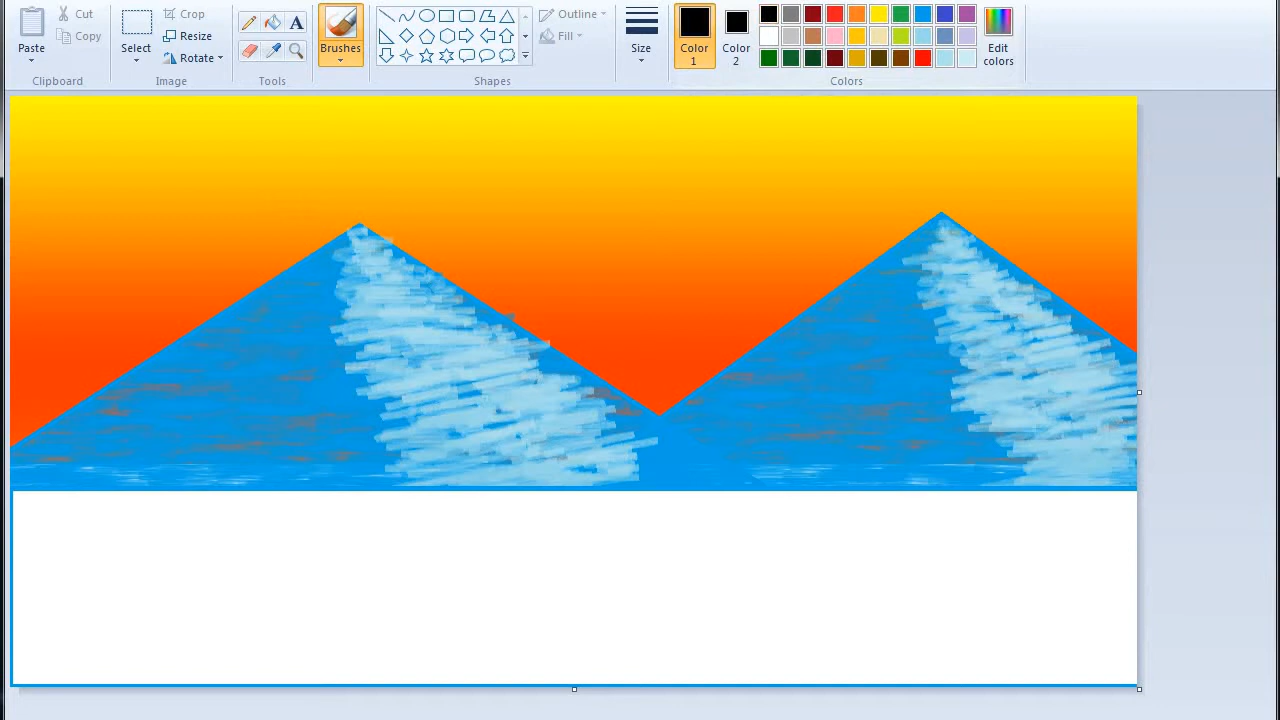 Paste
Cut
Copy
Clipboard
Select
Crop
Resize
Rotate
Image
A
Tools
Brushes
Outline
Fill
Shapes
Size
Color
1
Color
2
Edit
colors
Colors